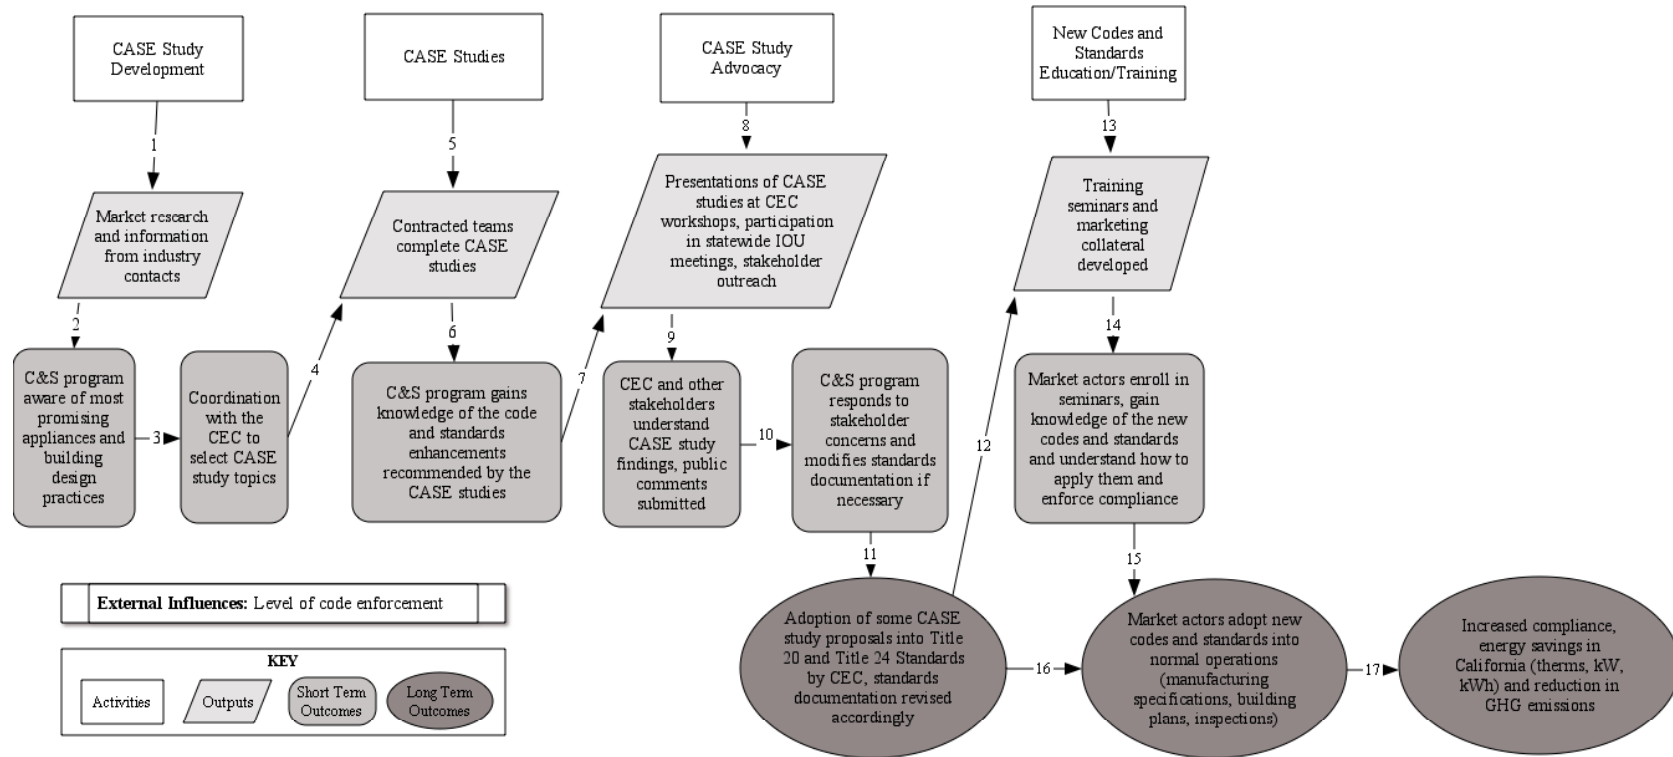 CASE Study
Development
CASE Studies
CASE Study
Advocacy
New Codes and
Standards
Education/Training
1
5
8
13
Market research
and information
from industry
contacts
Contracted teams
complete CASE
studies
Presentations of CASE
studies at CEC
workshops, participation
in statewide IOU
meetings, stakeholder
outreach
Training
seminars and
marketing
collateral
developed
2
3
4
6
7
9
10
12
14
C&S program
aware of most
promising
appliances and
building
design
practices
Coordination
with the
CEC to
select CASE
study topics
C&S program gains
knowledge of the code
and standards
enhancements
recommended by the
CASE studies
CEC and other
stakeholders
understand
CASE study
findings, public
comments
submitted
C&S program
responds to
stakeholder
concerns and
modifies standards
documentation if
necessary
Market actors enroll in
seminars, gain
knowledge of the new
codes and standards
and understand how to
apply them and
enforce compliance
11
15
External Influences: Level of code enforcement
KEY
Activities
Outputs
Short Term
Outcomes
Long Term
Outcomes
Adoption of some CASE
study proposals into Title
20 and Title 24 Standards
by CEC, standards
documentation revised
accordingly
16
Market actors adopt new
codes and standards into
normal operations
(manufacturing
specifications, building
plans, inspections)
17
Increased compliance,
energy savings in
California (therms, kW,
kWh) and reduction in
GHG emissions